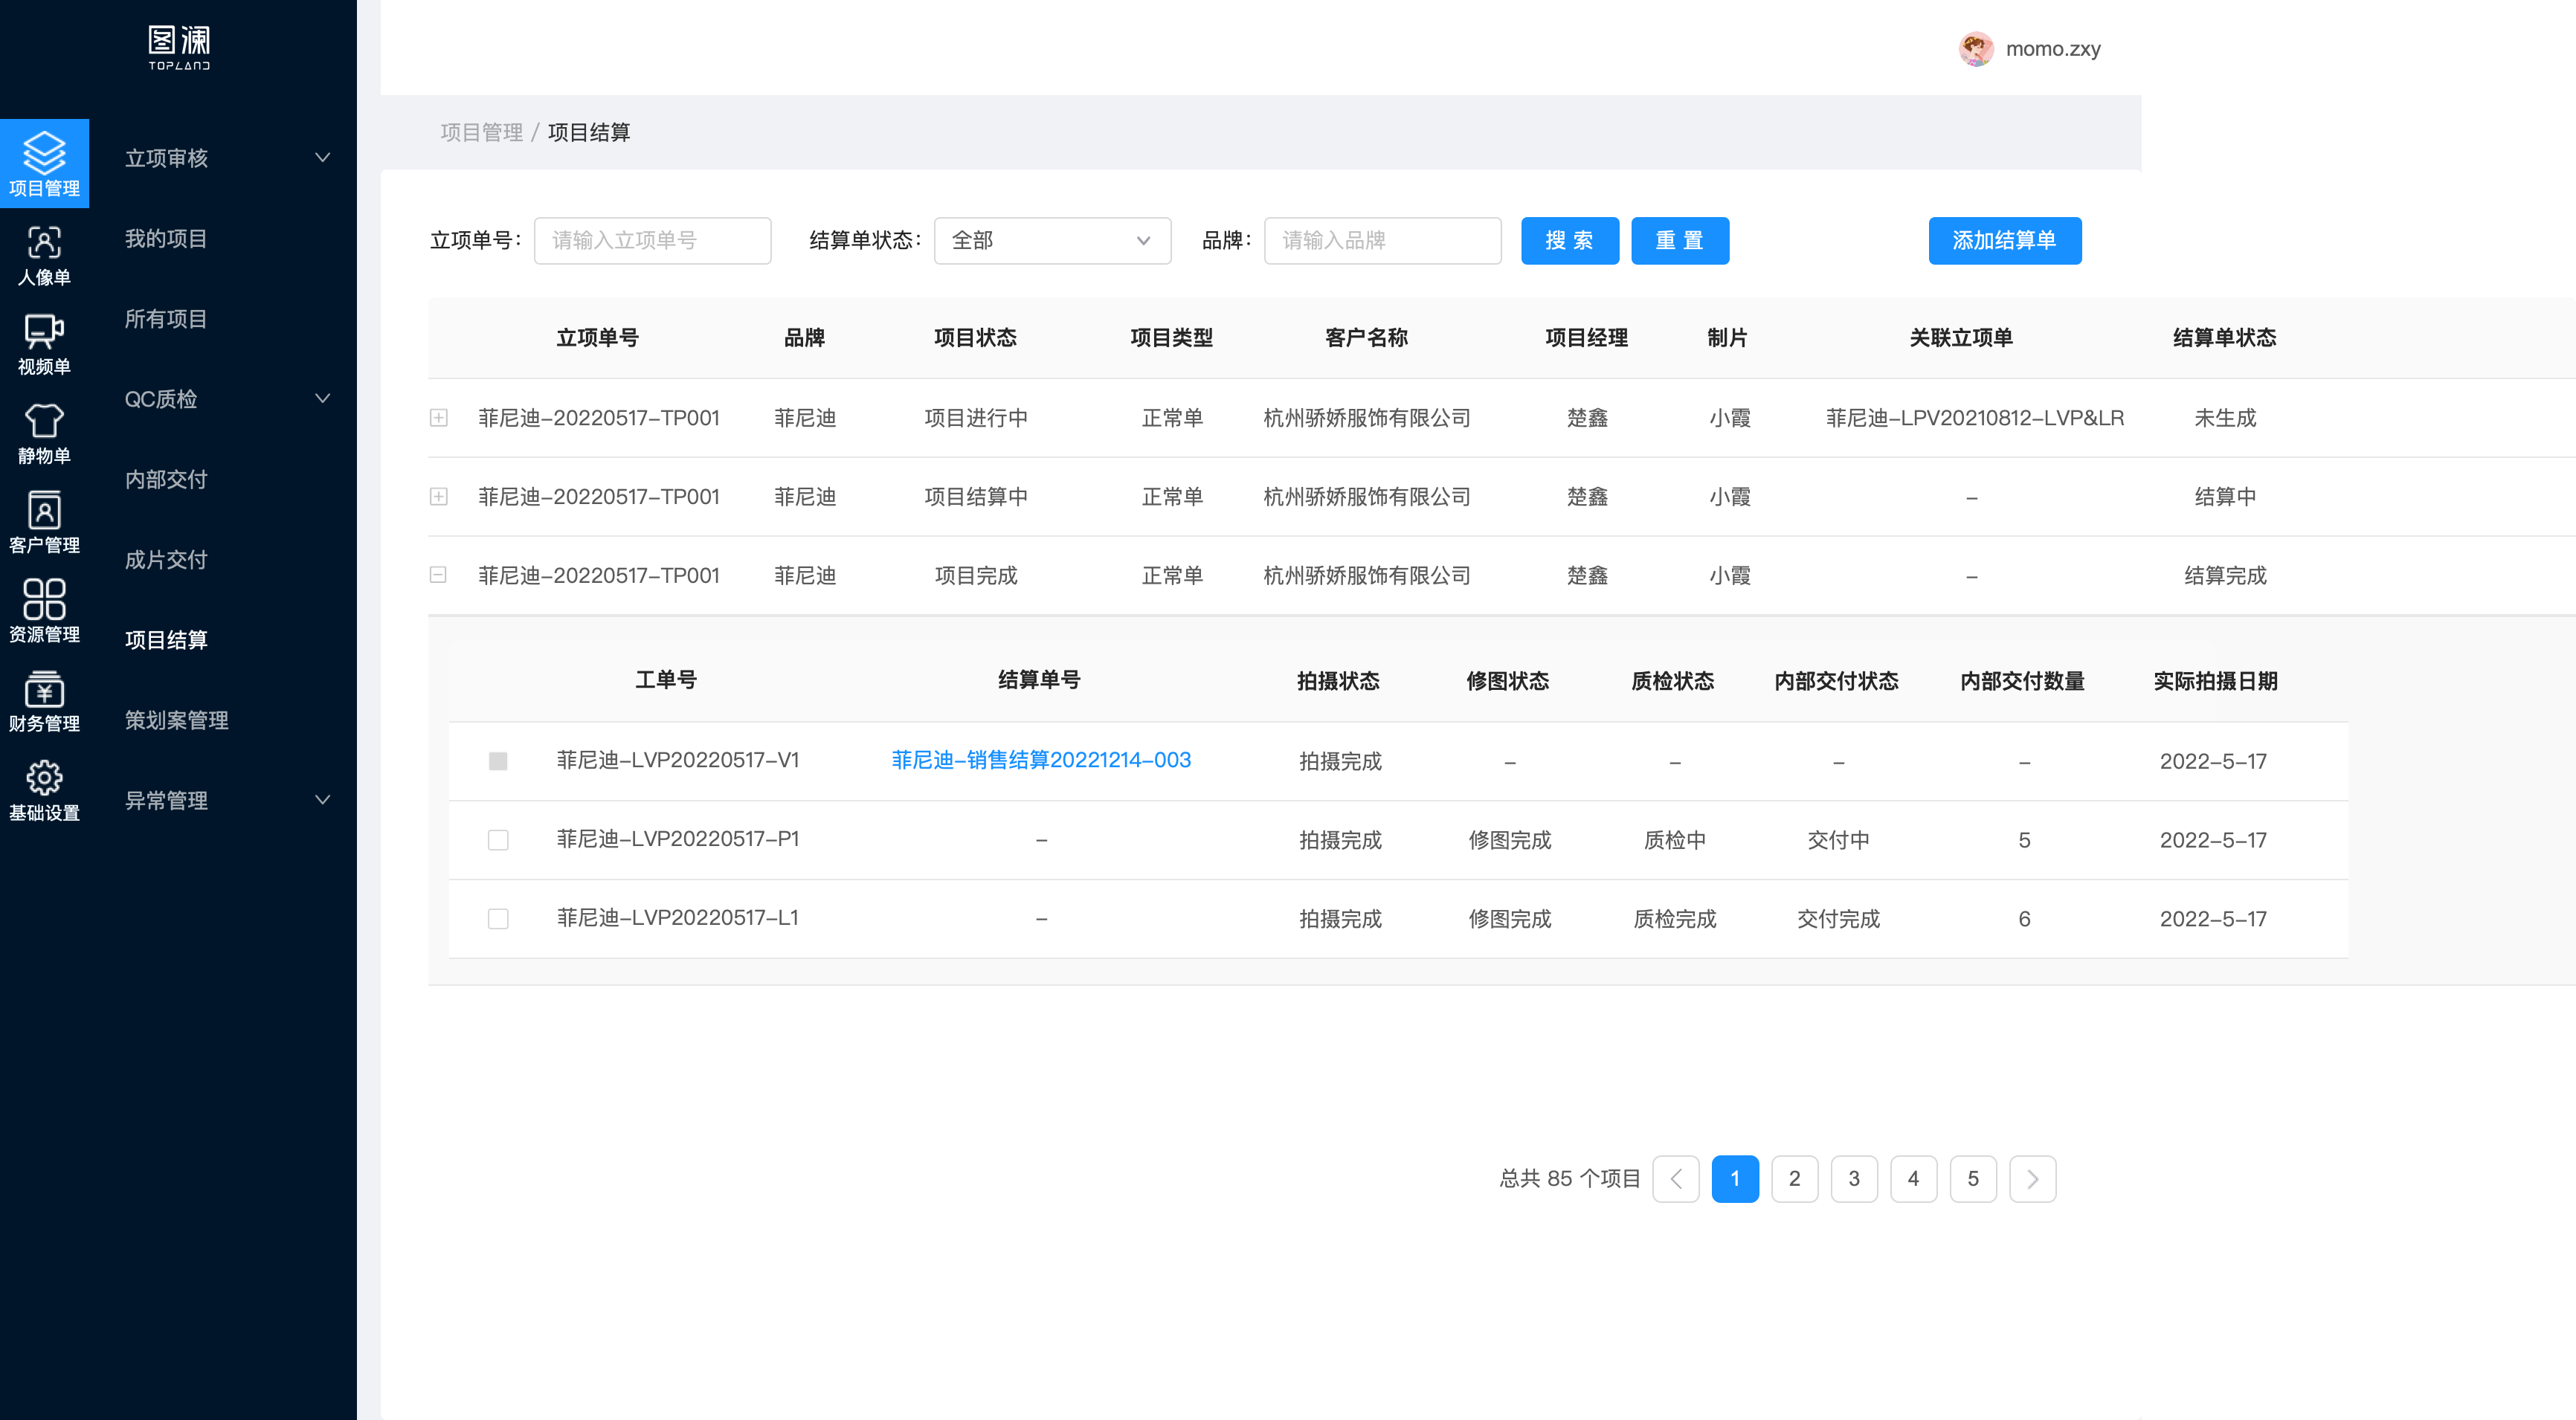 图澜
TOPLAND
momo.zxy
项目管理
人像单
视频单
静物单
客户管理
资源管理
财务管理
基础设置
立项审核
我的项目
所有项目
QC质检
内部交付
成片交付
项目结算
策划案管理
异常管理
项目管理 / 项目结算
立项单号： 请输入立项单号 结算单状态： 全部 品牌： 请输入品牌 搜 索 重 置 添加结算单
立项单号 品牌 项目状态 项目类型 客户名称 项目经理 制片 关联立项单 结算单状态
菲尼迪-20220517-TP001 菲尼迪 项目进行中 正常单 杭州骄娇服饰有限公司 楚鑫 小霞 菲尼迪-LPV20210812-LVP&LR 未生成
菲尼迪-20220517-TP001 菲尼迪 项目结算中 正常单 杭州骄娇服饰有限公司 楚鑫 小霞 - 结算中
菲尼迪-20220517-TP001 菲尼迪 项目完成 正常单 杭州骄娇服饰有限公司 楚鑫 小霞 - 结算完成
工单号 结算单号 拍摄状态 修图状态 质检状态 内部交付状态 内部交付数量 实际拍摄日期
菲尼迪-LVP20220517-V1 菲尼迪-销售结算20221214-003 拍摄完成 - - - - 2022-5-17
菲尼迪-LVP20220517-P1 - 拍摄完成 修图完成 质检中 交付中 5 2022-5-17
菲尼迪-LVP20220517-L1 - 拍摄完成 修图完成 质检完成 交付完成 6 2022-5-17
总共 85 个项目 1 2 3 4 5